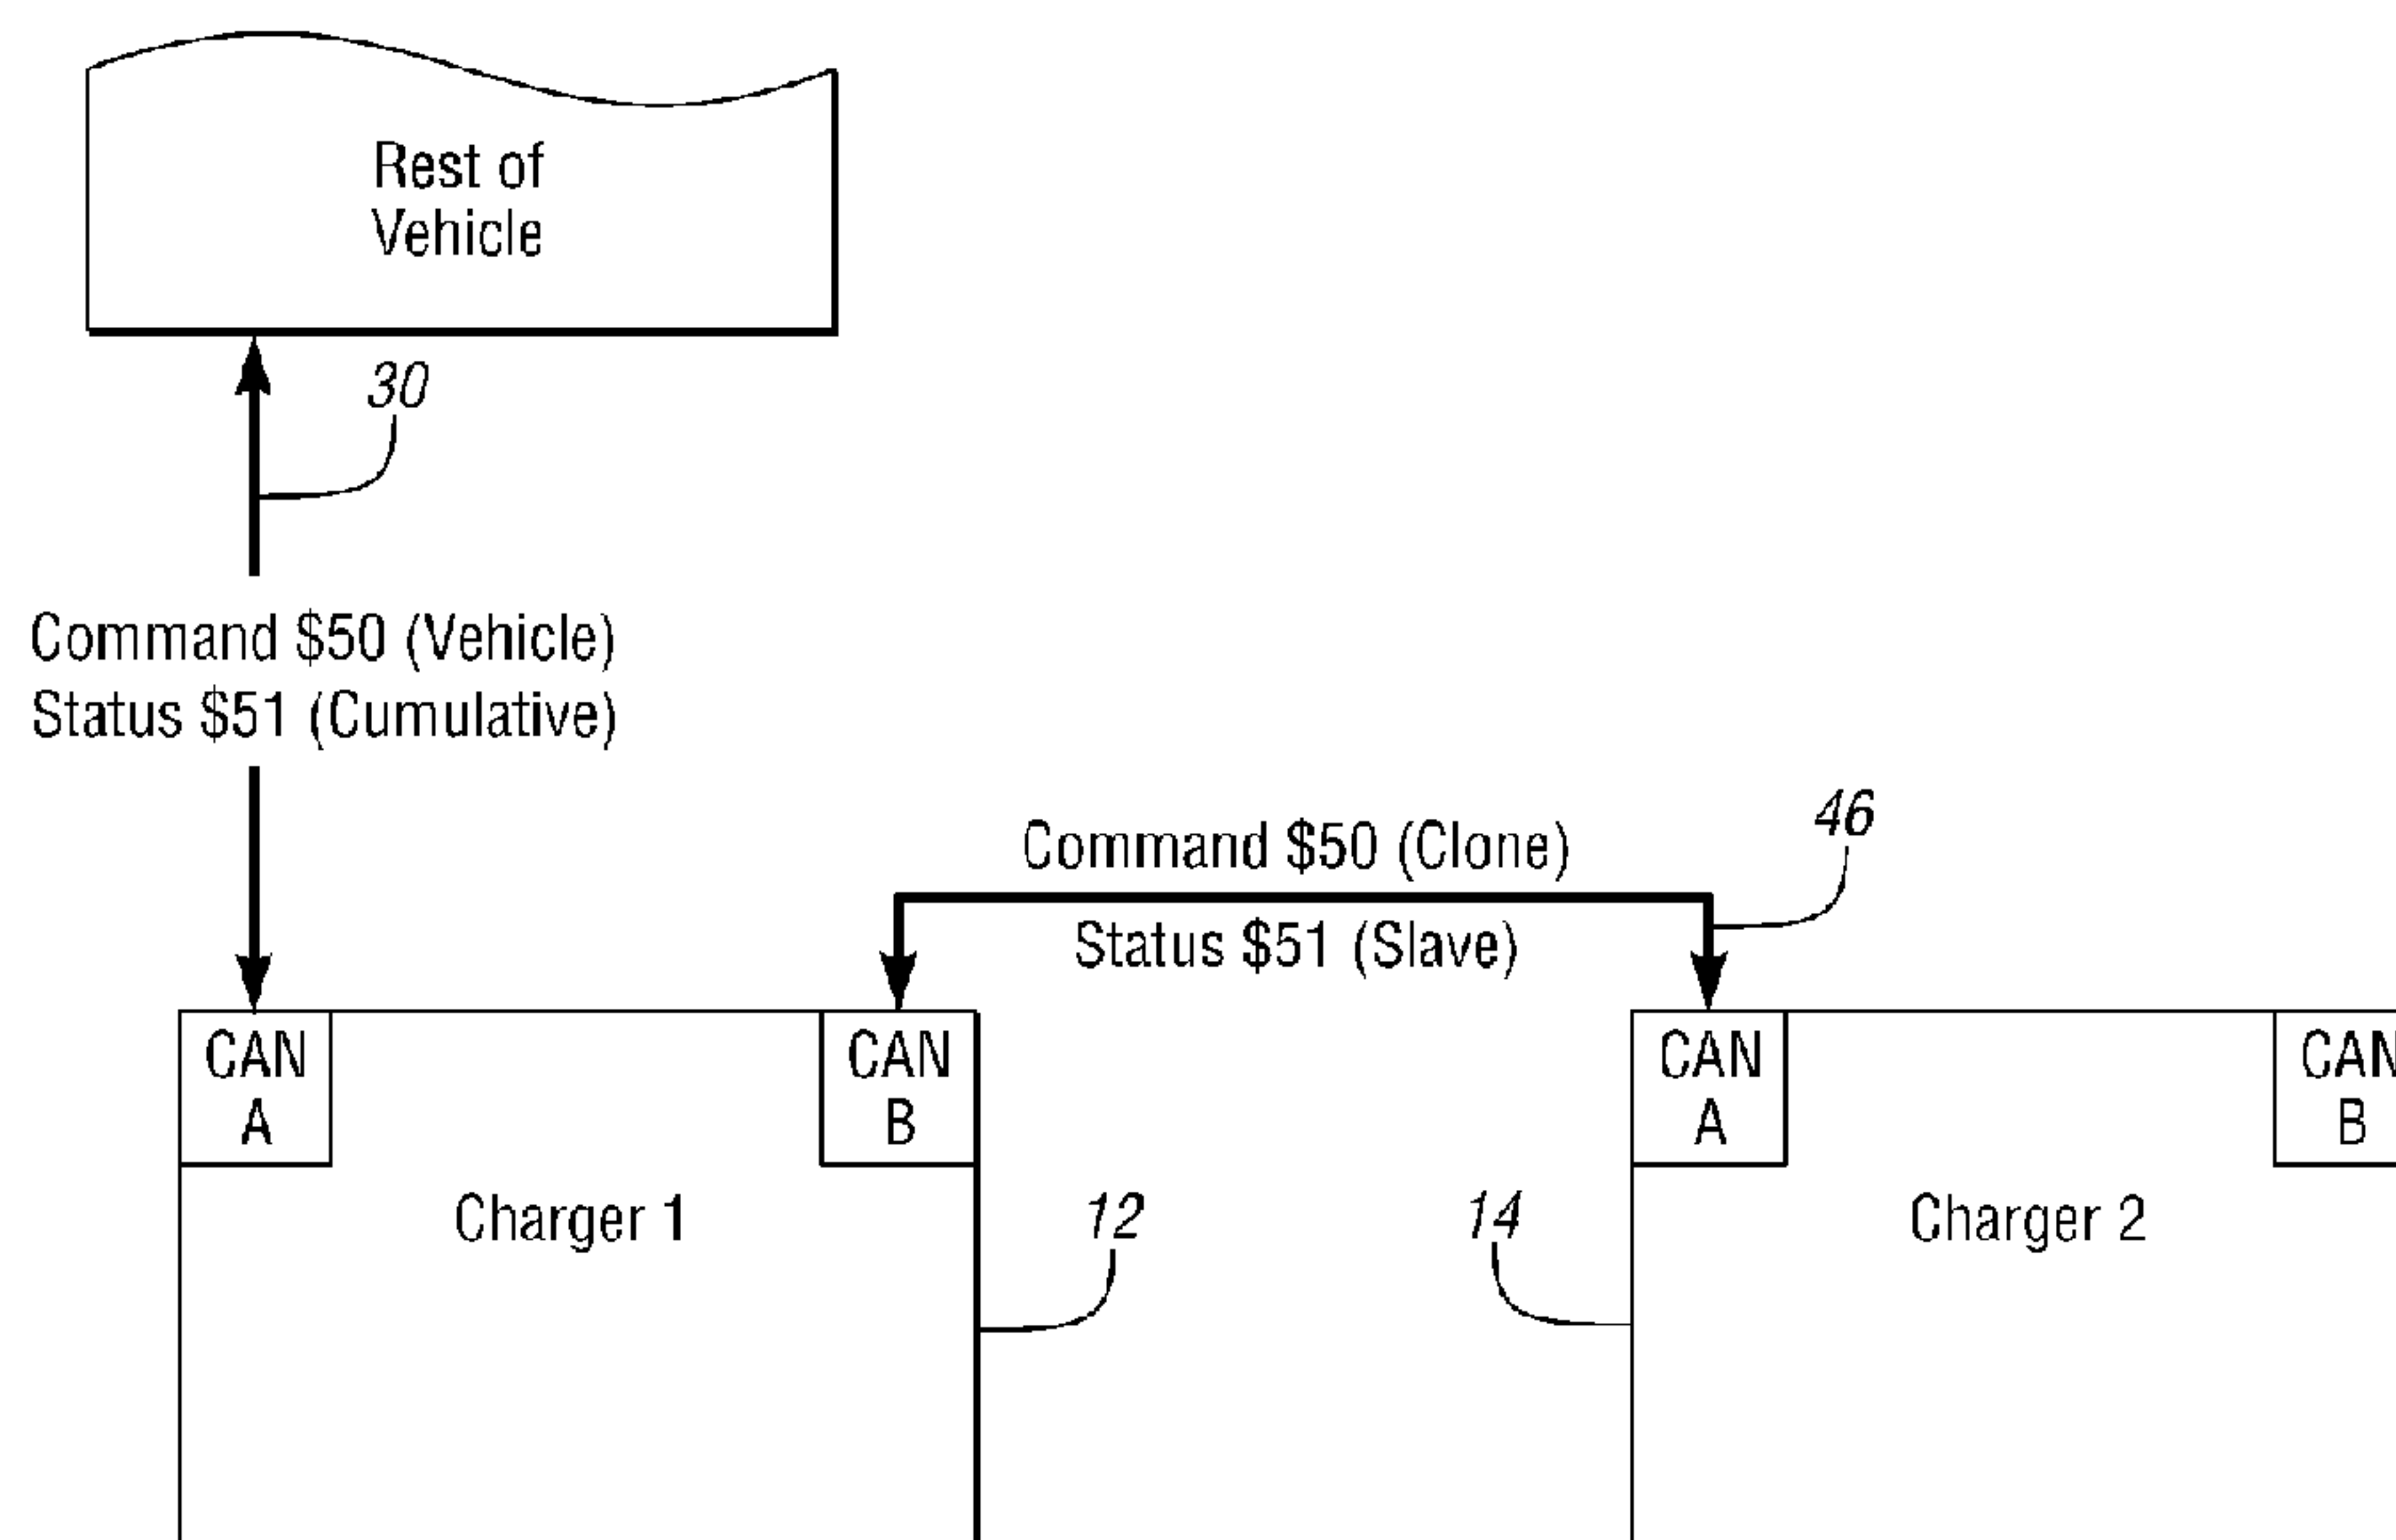 Rest of
Vehicle
30
Command $50 (Vehicle)
Status $51 (Cumulative)
Command $50 (Clone)
46
Status $51 (Slave)
CAN
A
CAN
B
CAN
A
CAN
B
Charger 1
12
14
Charger 2